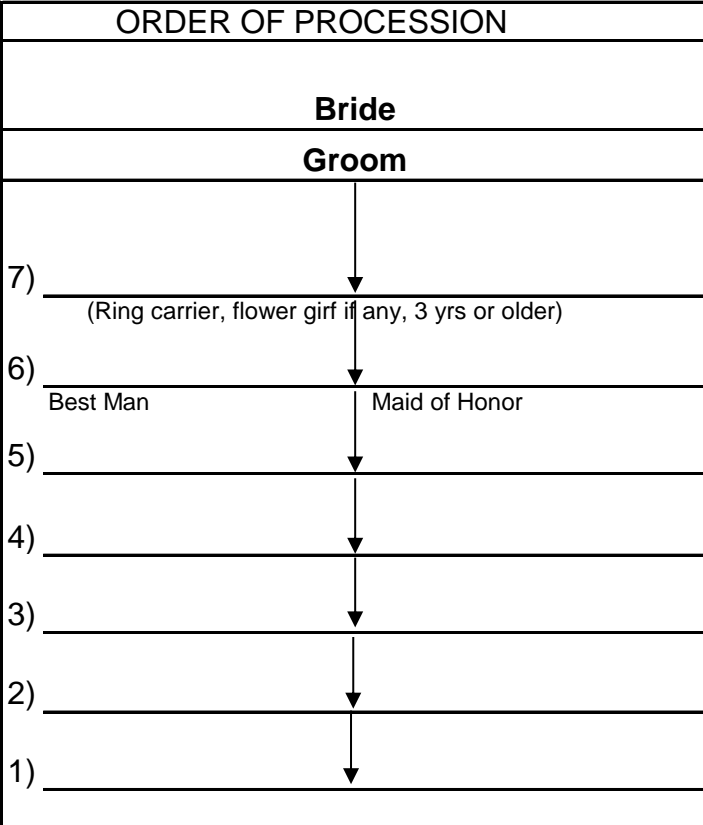 ORDER OF PROCESSION
Bride
Groom
7)
(Ring carrier, flower girf if any, 3 yrs or older)
6)
Best Man Maid of Honor
5)
4)
3)
2)
1)